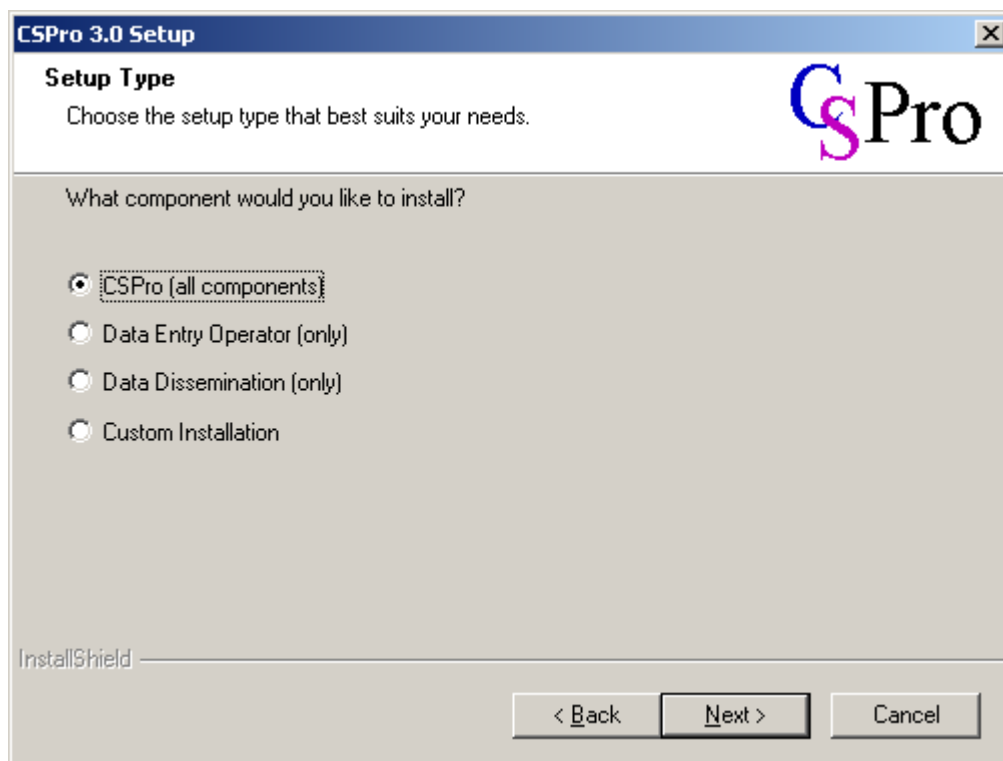 CSPro 3.0 Setup
Setup Type
Choose the setup type that best suits your needs.
CSPro
What component would you like to install?
CSPro (all components)
Data Entry Operator (only)
Data Dissemination (only)
Custom Installation
InstallShield
< Back
Next >
Cancel